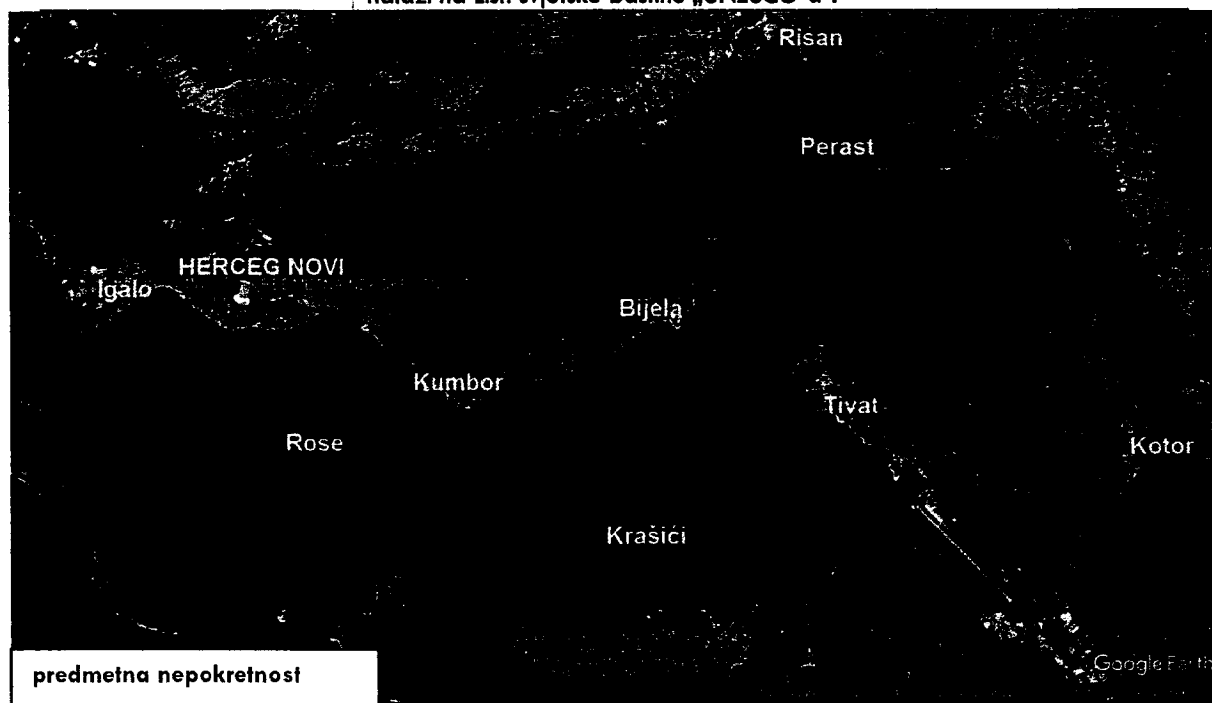 Risan
Perast
HERCEG NOVI
Igalo
Bijela
Kumbor
Tivat
Rose
Kotor
Krašići
Google Earth
predmetna nepokretnost